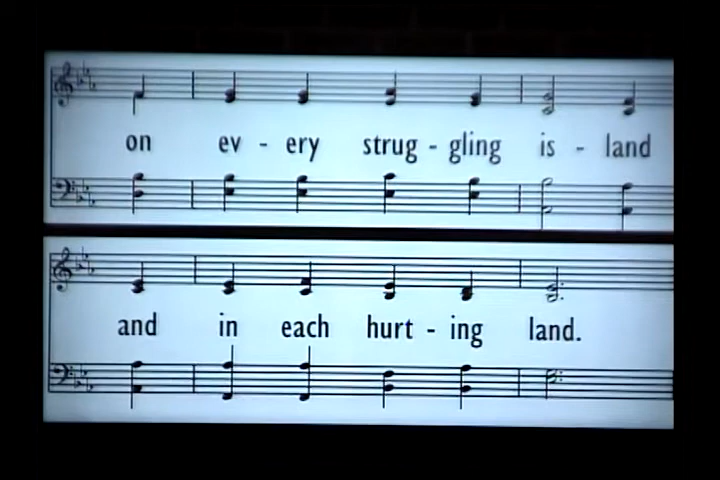 on ev - ery strug - gling is - land
and in each hurt - ing land.